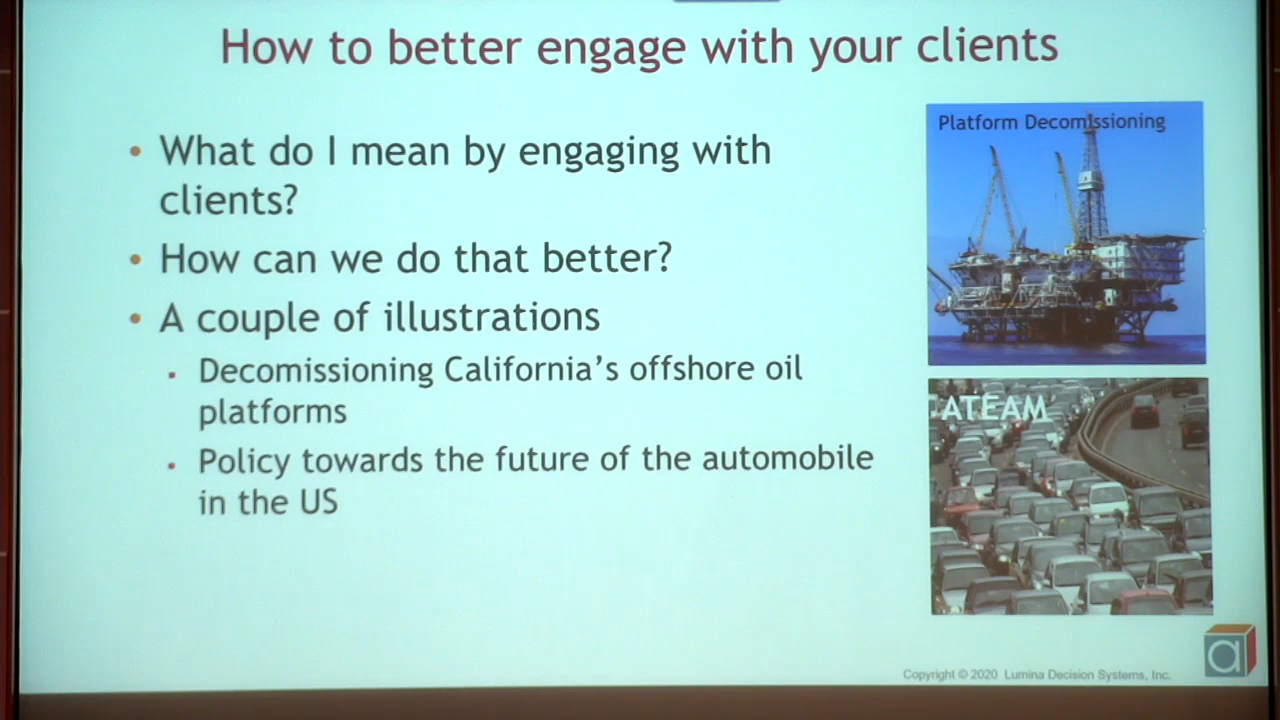 How to better engage with your clients
• What do I mean by engaging with
clients?
• How can we do that better?
• A couple of illustrations
▪ Decomissioning California's offshore oil
platforms
▪ Policy towards the future of the automobile
in the US
Platform Decomissioning
ATEAM
Copyright © 2020 Lumina Decision Systems, Inc.
a